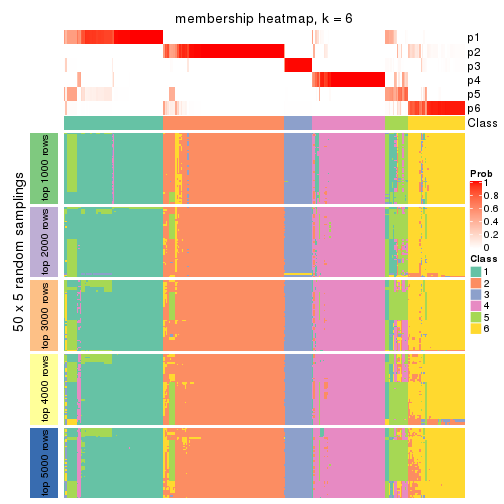 membership heatmap, k = 6
p1
p2
p3
p4
p5
p6
Class
50 x 5 random samplings
top 1000 rows
top 2000 rows
top 3000 rows
top 4000 rows
top 5000 rows
Prob
1
0.8
0.6
0.4
0.2
0
Class
1
2
3
4
5
6